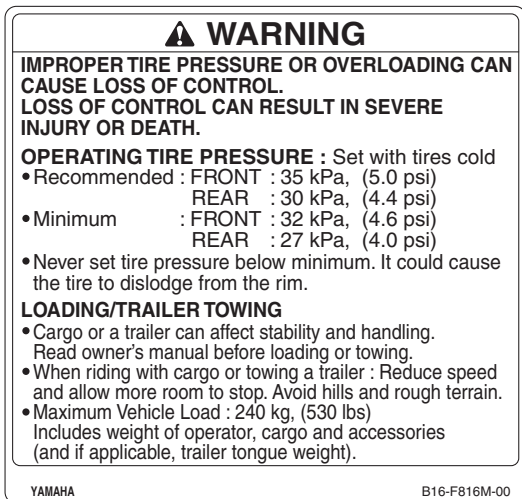 WARNING
IMPROPER TIRE PRESSURE OR OVERLOADING CAN
CAUSE LOSS OF CONTROL.
LOSS OF CONTROL CAN RESULT IN SEVERE
INJURY OR DEATH.
OPERATING TIRE PRESSURE : Set with tires cold
•Recommended : FRONT : 35 kPa, (5.0 psi)
REAR : 30 kPa, (4.4 psi)
•Minimum : FRONT : 32 kPa, (4.6 psi)
REAR : 27 kPa, (4.0 psi)
•Never set tire pressure below minimum. It could cause
the tire to dislodge from the rim.
LOADING/TRAILER TOWING
•Cargo or a trailer can affect stability and handling.
Read owner's manual before loading or towing.
•When riding with cargo or towing a trailer : Reduce speed
and allow more room to stop. Avoid hills and rough terrain.
•Maximum Vehicle Load : 240 kg, (530 lbs)
Includes weight of operator, cargo and accessories
(and if applicable, trailer tongue weight).
YAMAHA B16-F816M-00